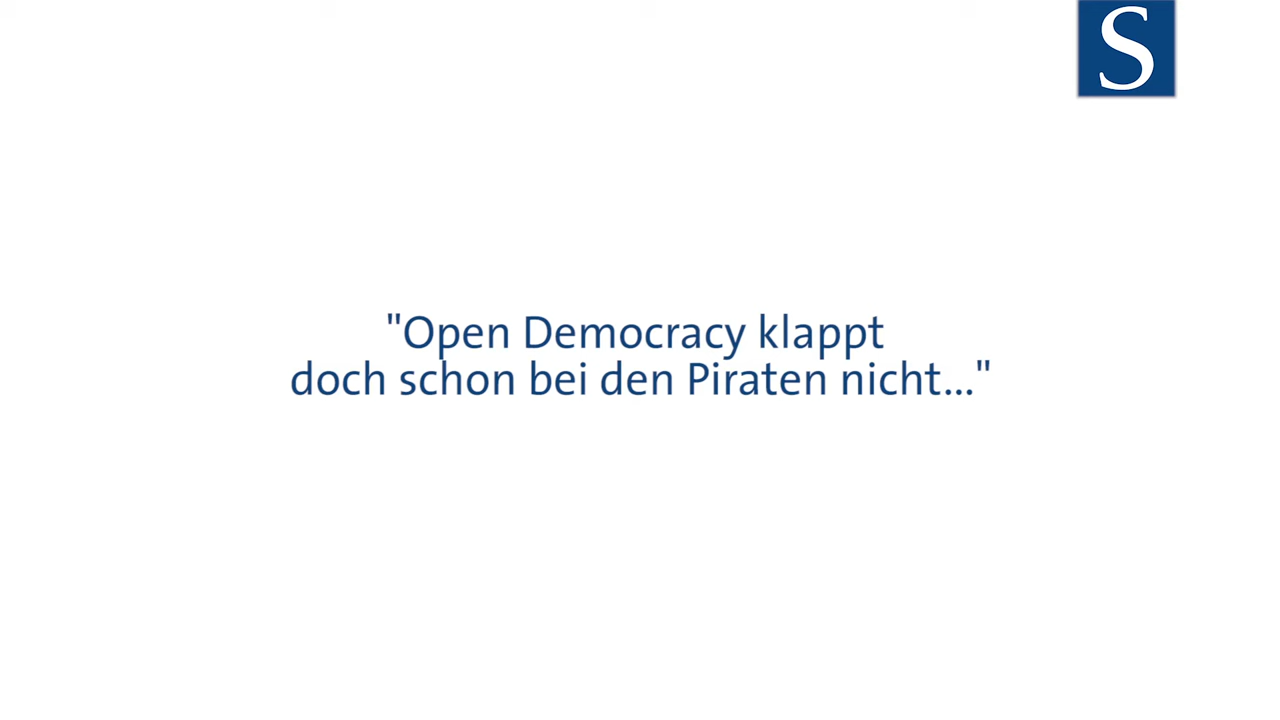 S
"Open Democracy klappt
doch schon bei den Piraten nicht..."